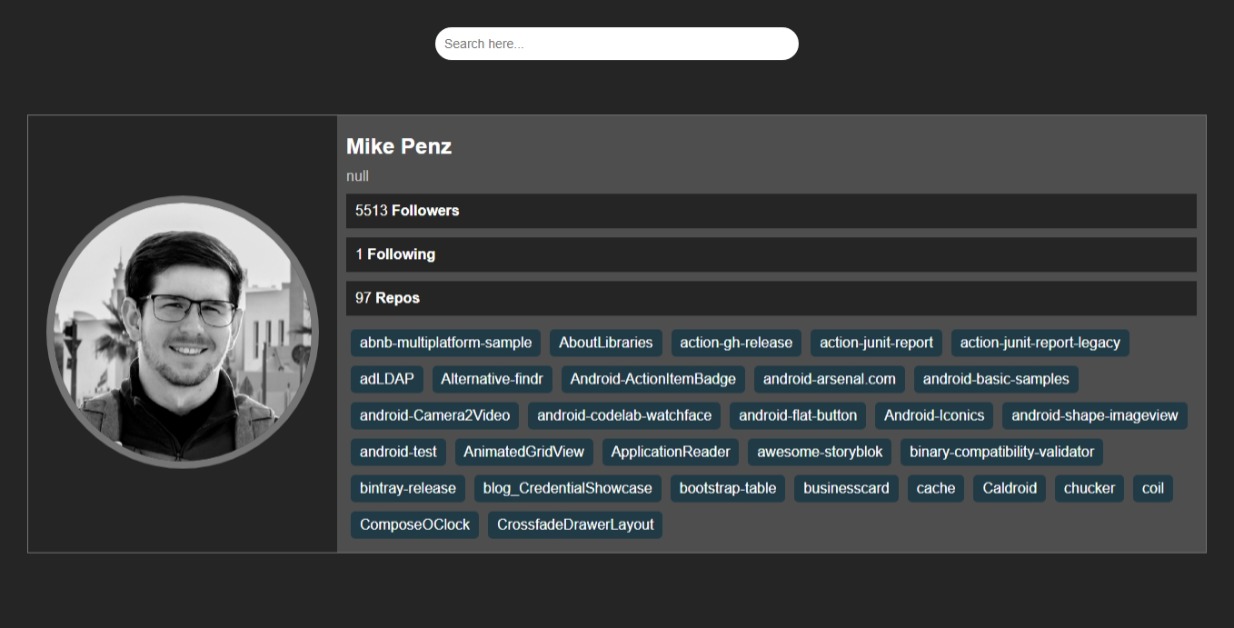 Search here...
Mike Penz
null
5513 Followers
1 Following
97 Repos
abnb-multiplatform-sample AboutLibraries action-gh-release action-junit-report action-junit-report-legacy
adLDAP Alternative-findr Android-ActionItemBadge android-arsenal.com android-basic-samples
android-Camera2Video android-codelab-watchface android-flat-button Android-Iconics android-shape-imageview
android-test AnimatedGridView ApplicationReader awesome-storyblok binary-compatibility-validator
bintray-release blog_CredentialShowcase bootstrap-table businesscard cache Caldroid chucker coil
ComposeOClock CrossfadeDrawerLayout